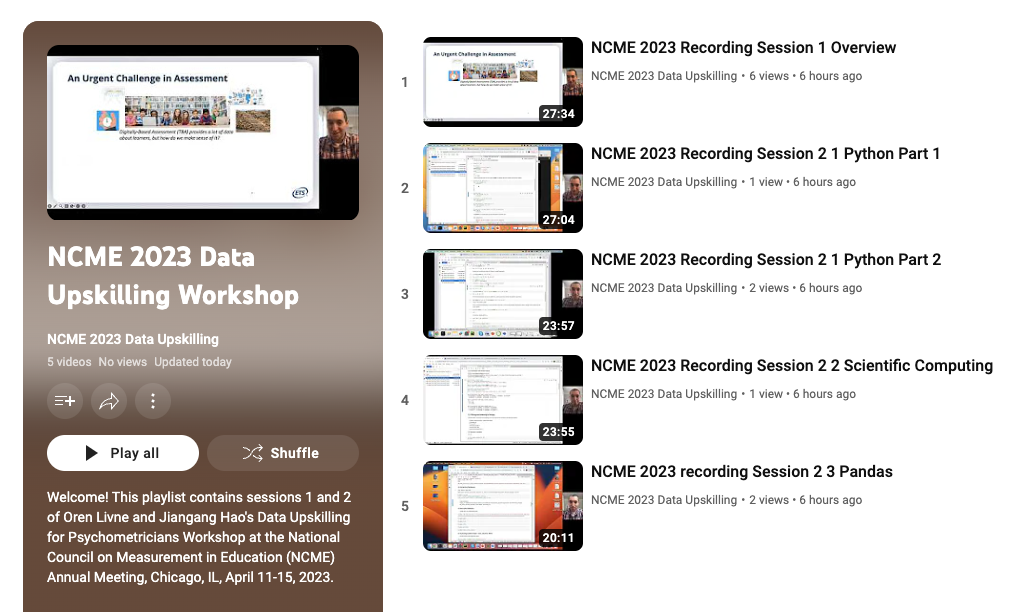 An Urgent Challenge in Assessment
Digitally-Based Assessment (TBA) provides a lot of data
about learners, but how do we make sense of it?
ETS
NCME 2023 Data
Upskilling Workshop
NCME 2023 Data Upskilling
5 videos No views Updated today
Play all
Shuffle
Welcome! This playlist contains sessions 1 and 2
of Oren Livne and Jiangang Hao's Data Upskilling
for Psychometricians Workshop at the National
Council on Measurement in Education (NCME)
Annual Meeting, Chicago, IL, April 11-15, 2023.
1
An Urgent Challenge in Assessment
27:34
NCME 2023 Recording Session 1 Overview
NCME 2023 Data Upskilling • 6 views • 6 hours ago
2
27:04
NCME 2023 Recording Session 2 1 Python Part 1
NCME 2023 Data Upskilling • 1 view • 6 hours ago
3
23:57
NCME 2023 Recording Session 2 1 Python Part 2
NCME 2023 Data Upskilling • 2 views • 6 hours ago
4
23:55
NCME 2023 Recording Session 2 2 Scientific Computing
NCME 2023 Data Upskilling • 1 view • 6 hours ago
5
20:11
NCME 2023 recording Session 2 3 Pandas
NCME 2023 Data Upskilling • 2 views • 6 hours ago